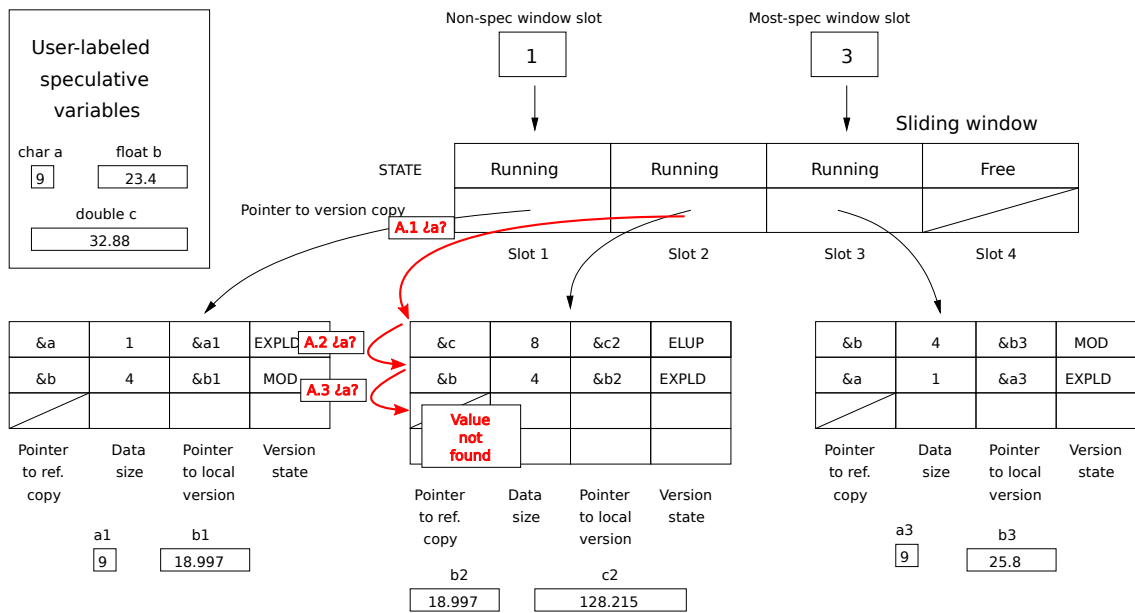 Non-spec window slot
Most-spec window slot
User-labeled
speculative
variables
1
3
char a
float b
9
23.4
double c
32.88
Sliding window
STATE
Running
Running
Running
Free
Pointer to version copy
A.1 ¿a?
Slot 1
Slot 2
Slot 3
Slot 4
&a
1
&a1
EXPLD
&b
4
&b1
MOD
A.2 ¿a?
A.3 ¿a?
&c
8
&c2
ELUP
&b
4
&b2
EXPLD
Value
not
found
&b
4
&b3
MOD
&a
1
&a3
EXPLD
Pointer
to ref.
copy
Data
size
Pointer
to local
version
Version
state
Pointer
to ref.
copy
Data
size
Pointer
to local
version
Version
state
Pointer
to ref.
copy
Data
size
Pointer
to local
version
Version
state
a1
9
b1
18.997
b2
18.997
c2
128.215
a3
9
b3
25.8